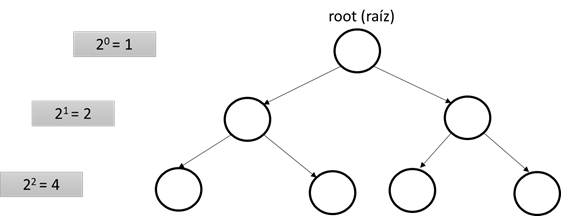 root (raíz)
2⁰ = 1
2¹ = 2
2² = 4